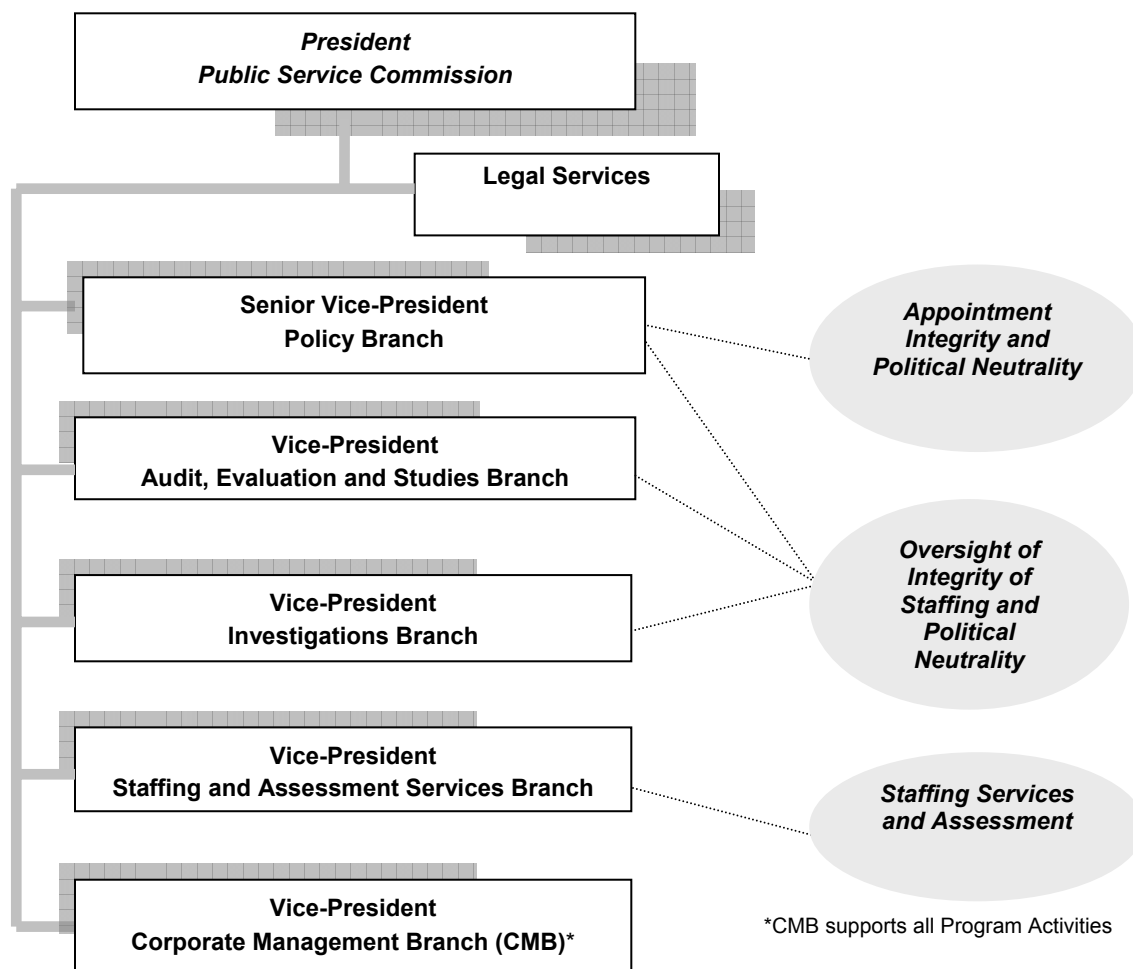 President
Public Service Commission
Legal Services
Senior Vice-President
Policy Branch
Appointment
Integrity and
Political Neutrality
Vice-President
Audit, Evaluation and Studies Branch
Oversight of
Integrity of
Staffing and
Political
Neutrality
Vice-President
Investigations Branch
Vice-President
Staffing and Assessment Services Branch
Staffing Services
and Assessment
Vice-President
Corporate Management Branch (CMB)*
*CMB supports all Program Activities